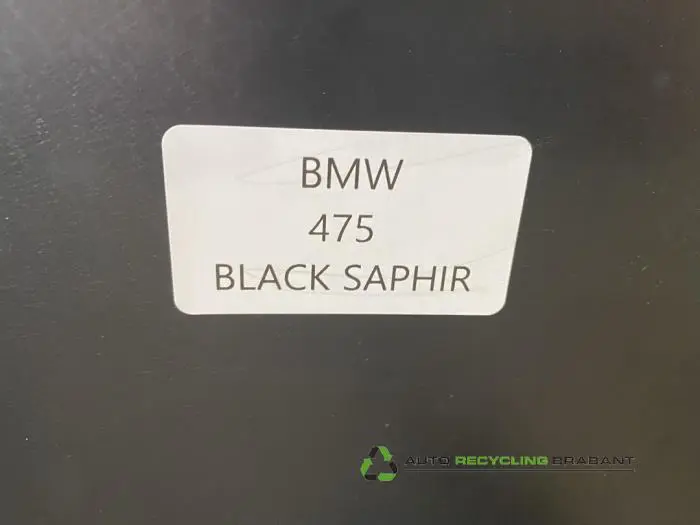 BMW
475
BLACK SAPHIR
AUTO RECYCLING BRABANT